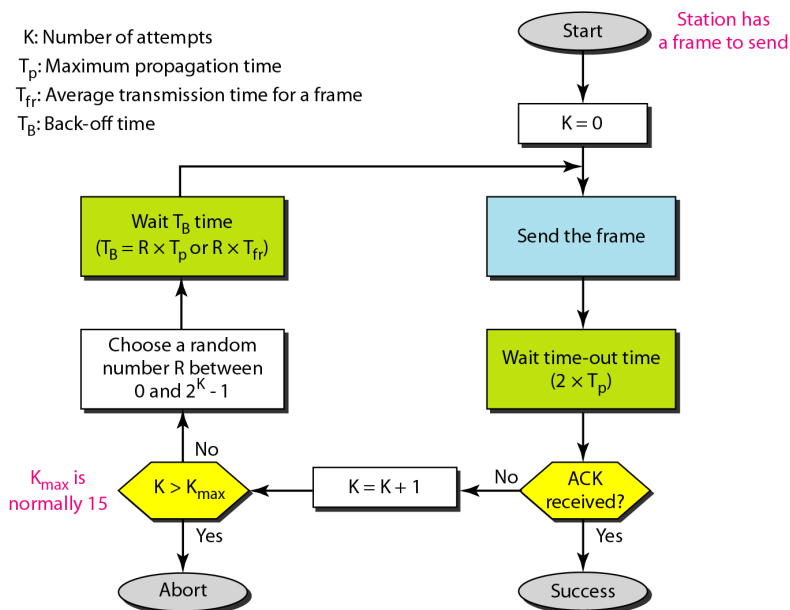 K: Number of attempts
Tp: Maximum propagation time
Tfr: Average transmission time for a frame
TB: Back-off time
Start
Station has
a frame to send
K = 0
Wait TB time
(TB = R × Tp or R × Tfr)
Send the frame
Choose a random
number R between
0 and 2^K - 1
Wait time-out time
(2 × Tp)
No
Kmax is
normally 15
K > Kmax
K = K + 1
No
ACK
received?
Yes
Yes
Abort
Success